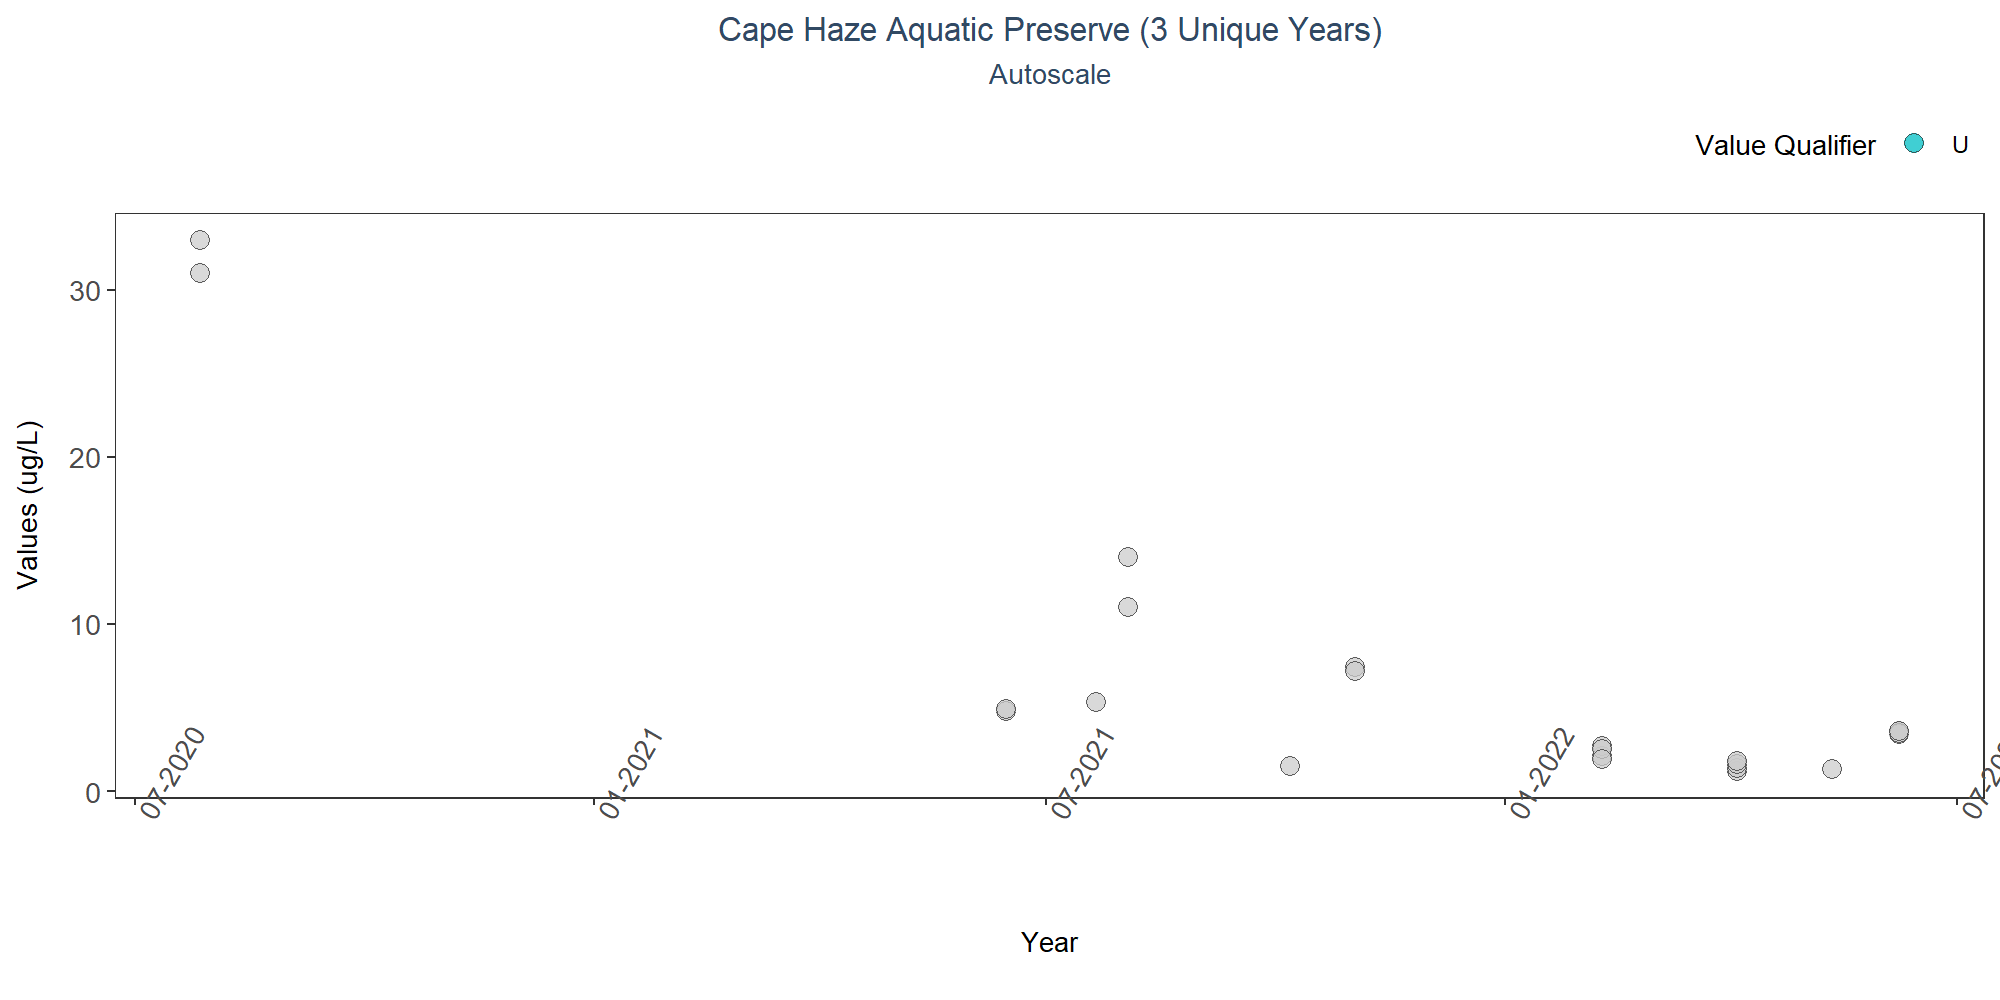 Cape Haze Aquatic Preserve (3 Unique Years)
Autoscale
Value Qualifier U
Values (ug/L)
30
20
10
0
07-2020
01-2021
07-2021
01-2022
Year